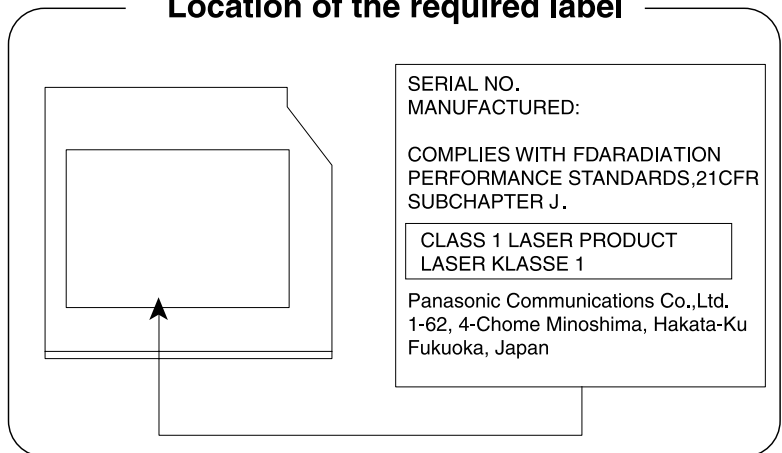 Location of the required label
SERIAL NO.
MANUFACTURED:
COMPLIES WITH FDARADIATION
PERFORMANCE STANDARDS,21CFR
SUBCHAPTER J.
CLASS 1 LASER PRODUCT
LASER KLASSE 1
Panasonic Communications Co.,Ltd.
1-62, 4-Chome Minoshima, Hakata-Ku
Fukuoka, Japan